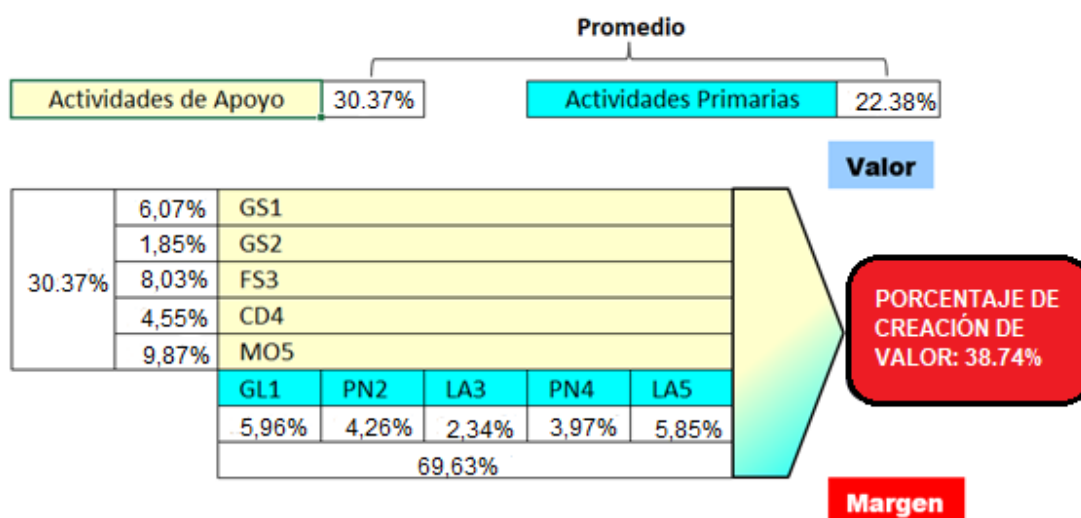 Promedio
Actividades de Apoyo 30.37% Actividades Primarias 22.38%
Valor
30.37%
6,07% GS1
1,85% GS2
8,03% FS3
4,55% CD4
9,87% MO5
GL1 PN2 LA3 PN4 LA5
5,96% 4,26% 2,34% 3,97% 5,85%
69,63%
PORCENTAJE DE
CREACIÓN DE
VALOR: 38.74%
Margen